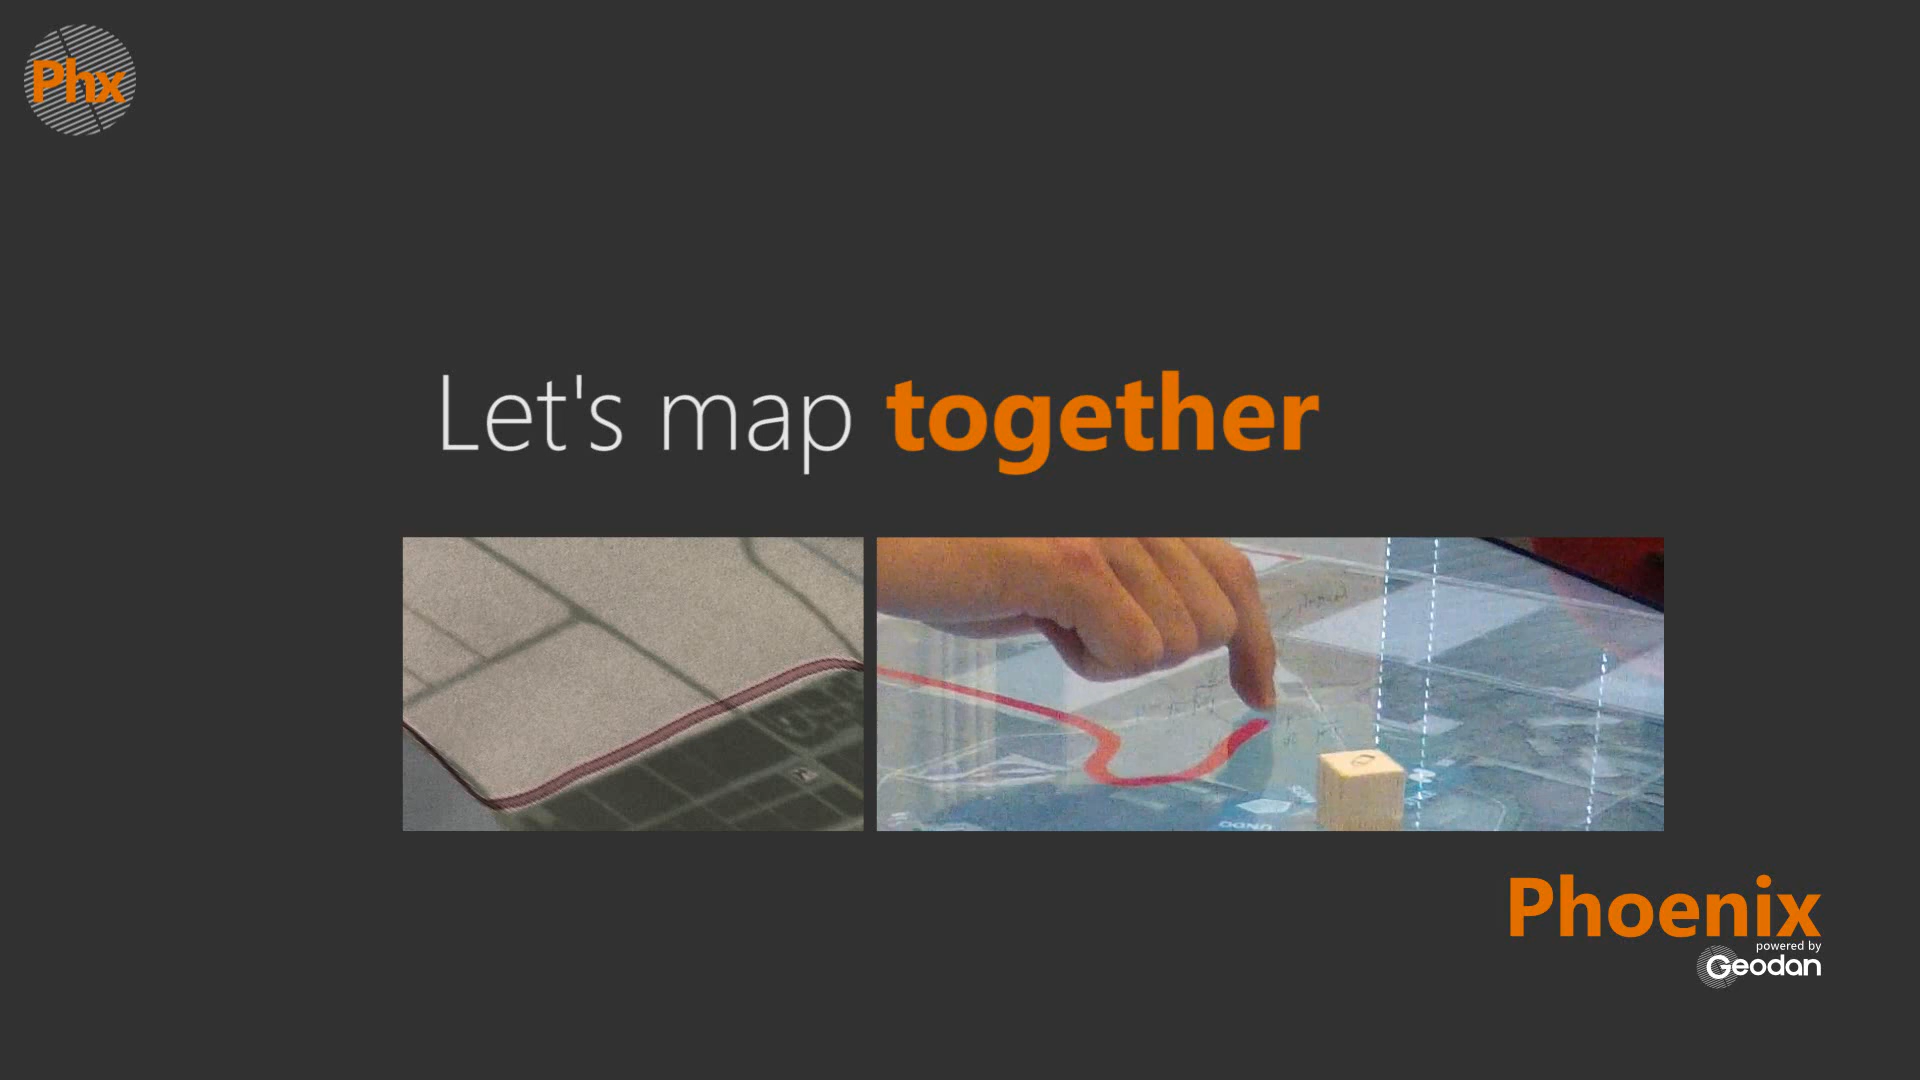 Phx
Let's map together
Phoenix
powered by
Geodan